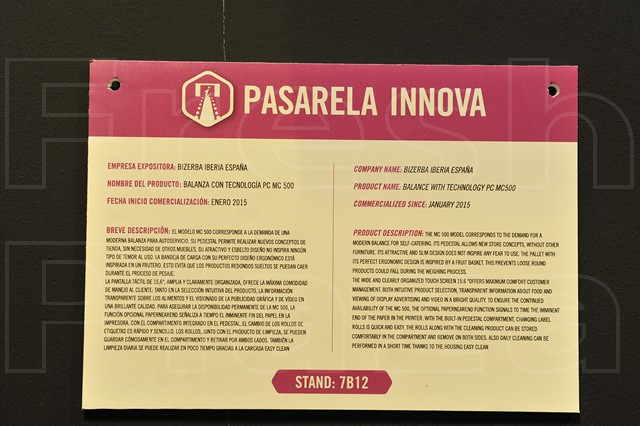 PASARELA INNOVA
EMPRESA EXPOSITORA: BIZERBA IBERIA ESPAÑA
NOMBRE DEL PRODUCTO: BALANZA CON TECNOLOGÍA PC MC 500
FECHA INICIO COMERCIALIZACIÓN: ENERO 2015
BREVE DESCRIPCIÓN: EL MODELO MC 500 CORRESPONDE A LA DEMANDA DE UNA
MODERNA BALANZA PARA AUTOSERVICIO. SU PEDESTAL PERMITE REALIZAR NUEVOS CONCEPTOS DE
TIENDA, SIN NECESIDAD DE OTROS MUEBLES. SU ATRACTIVO Y ESBELTO DISEÑO NO INSPIRA NINGÚN
TIPO DE TEMOR AL USO. LA BANDEJA DE CARGA CON SU PERFECTO DISEÑO ERGONÓMICO ESTÁ
INSPIRADA EN UN FRUTERO. ESTO EVITA QUE LOS PRODUCTOS REDONDOS SUELTOS SE PUEDAN CAER
DURANTE EL PROCESO DE PESAJE.
LA PANTALLA TÁCTIL DE 15,6", AMPLIA Y CLARAMENTE, ORGANIZADA, OFRECE LA MÁXIMA COMODIDAD
DE MANEJO AL CLIENTE. TANTO EN LA SELECCIÓN INTUITIVA DEL PRODUCTO, LA INFORMACIÓN
TRANSPARENTE SOBRE LOS ALIMENTOS Y EL VISIONADO DE LA PUBLICIDAD GRÁFICA Y DE VÍDEO EN
UNA BRILLANTE CALIDAD. PARA ASEGURAR LA DISPONIBILIDAD PERMANENTE DE LA MC 500, LA
FUNCIÓN OPCIONAL PAPERNEAREND SEÑALIZA A TIEMPO EL INMINENTE FIN DEL PAPEL EN LA
IMPRESORA. CON EL COMPARTIMENTO INTEGRADO EN EL PEDESTAL, EL CAMBIO DE LOS ROLLOS
DE ETIQUETAS ES RÁPIDO Y SENCILLO. LOS ROLLOS, JUNTO CON EL PRODUCTO DE LIMPIEZA, SE PUEDEN
GUARDAR CÓMODAMENTE EN EL COMPARTIMENTO Y RETIRAR POR AMBOS LADOS. TAMBIÉN LA
LIMPIEZA DIARIA SE PUEDE REALIZAR EN POCO TIEMPO GRACIAS A LA CARCASA EASY CLEAN
COMPANY NAME: BIZERBA IBERIA ESPAÑA
PRODUCT NAME: BALANCE WITH TECHNOLOGY PC MC500
COMMERCIALIZED SINCE: JANUARY 2015
PRODUCT DESCRIPTION: THE MC 500 MODEL CORRESPONDS TO THE DEMAND FOR A
MODERN BALANCE FOR SELF-CATERING. ITS PEDESTAL ALLOWS NEW STORE CONCEPTS, WITHOUT OTHER
FURNITURE. ITS ATTRACTIVE AND SLIM DESIGN DOES NOT INSPIRE ANY FEAR TO USE. THE PALLET WITH
ITS PERFECT ERGONOMIC DESIGN IS INSPIRED BY A FRUIT BASKET. THIS PREVENTS LOOSE ROUND
PRODUCTS COULD FALL DURING THE WEIGHING PROCESS.
THE WIDE AND CLEARLY ORGANIZED TOUCH SCREEN 15.6 "OFFERS MAXIMUM COMFORT CUSTOMER
MANAGEMENT. BOTH INTUITIVE PRODUCT SELECTION, TRANSPARENT INFORMATION ABOUT FOOD AND
VIEWING OF DISPLAY ADVERTISING AND VIDEO IN A BRIGHT QUALITY. TO ENSURE THE CONTINUED
AVAILABILITY OF THE MC 500, THE OPTIONAL PAPERNEAREND FUNCTION SIGNALS TO TIME THE IMMINENT
END OF THE PAPER IN THE PRINTER. WITH THE BUILT-IN PEDESTAL COMPARTMENT, CHANGING LABEL
ROLLS IS QUICK AND EASY. THE ROLLS ALONG WITH THE CLEANING PRODUCT CAN BE STORED
COMFORTABLY IN THE COMPARTMENT AND REMOVE ON BOTH SIDES. ALSO DAILY CLEANING CAN BE
PERFORMED IN A SHORT TIME THANKS TO THE HOUSING EASY CLEAN
STAND: 7B12
Fresh
Plaza